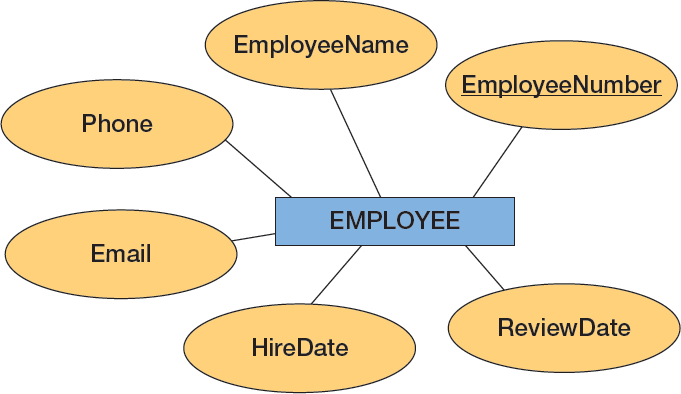 EmployeeName
EmployeeNumber
Phone
EMPLOYEE
Email
ReviewDate
HireDate